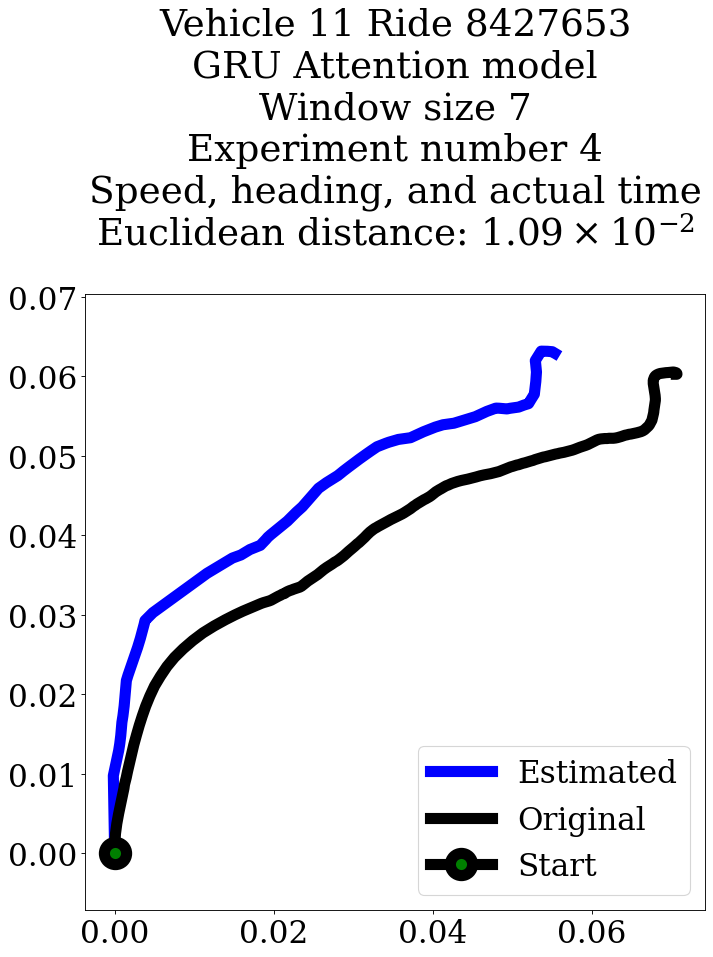 Vehicle 11 Ride 8427653
GRU Attention model
Window size 7
Experiment number 4
Speed, heading, and actual time
Euclidean distance: 1.09 × 10⁻²
0.07
0.06
0.05
0.04
0.03
0.02
0.01
0.00
Estimated
Original
Start
0.00 0.02 0.04 0.06